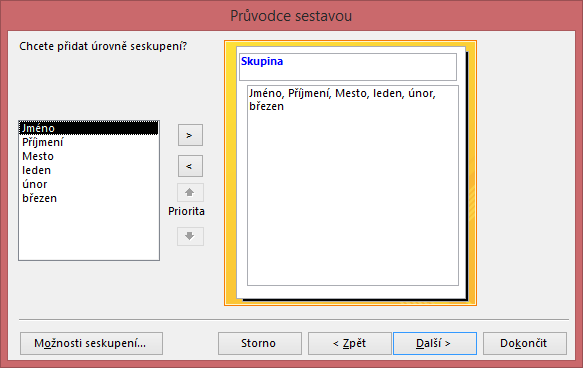 Průvodce sestavou
Chcete přidat úrovně seskupení?
Skupina
Jméno, Příjmení, Mesto, leden, únor,
březen
Jméno
Příjmení
Mesto
leden
únor
březen
>
<
Priorita
Možnosti seskupení...
Storno
< Zpět
Další >
Dokončit